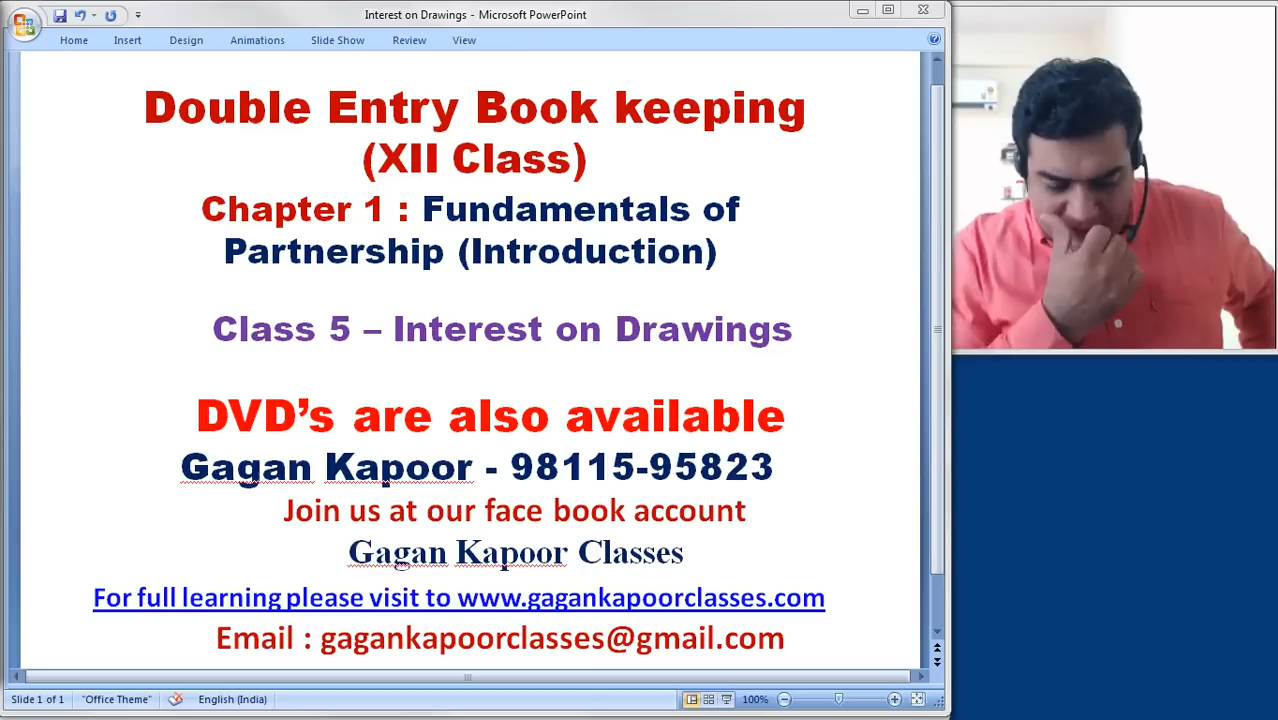 Interest on Drawings - Microsoft PowerPoint
Home Insert Design Animations Slide Show Review View
Double Entry Book keeping
(XII Class)
Chapter 1 : Fundamentals of
Partnership (Introduction)
Class 5 – Interest on Drawings
DVD’s are also available
Gagan Kapoor - 98115-95823
Join us at our face book account
Gagan Kapoor Classes
For full learning please visit to www.gagankapoorclasses.com
Email : gagankapoorclasses@gmail.com
Slide 1 of 1 "Office Theme" English (India) 100%